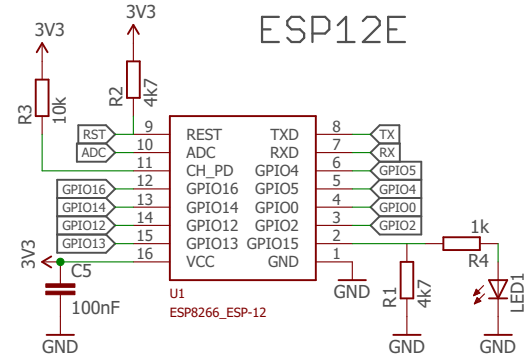 ESP12E
3V3
3V3
R3
10k
R2
4k7
RST
9
REST
TXD
8
TX
ADC
10
ADC
RXD
7
RX
11
CH_PD
GPIO4
6
GPIO5
GPIO16
12
GPIO16
GPIO5
5
GPIO4
GPIO14
13
GPIO14
GPIO0
4
GPIO0
GPIO12
14
GPIO12
GPIO2
3
GPIO2
GPIO13
15
GPIO13
GPIO15
2
1k
R4
3V3
16
VCC
GND
1
C5
100nF
U1
ESP8266_ESP-12
GND
R1
4k7
LED1
GND
GND
GND